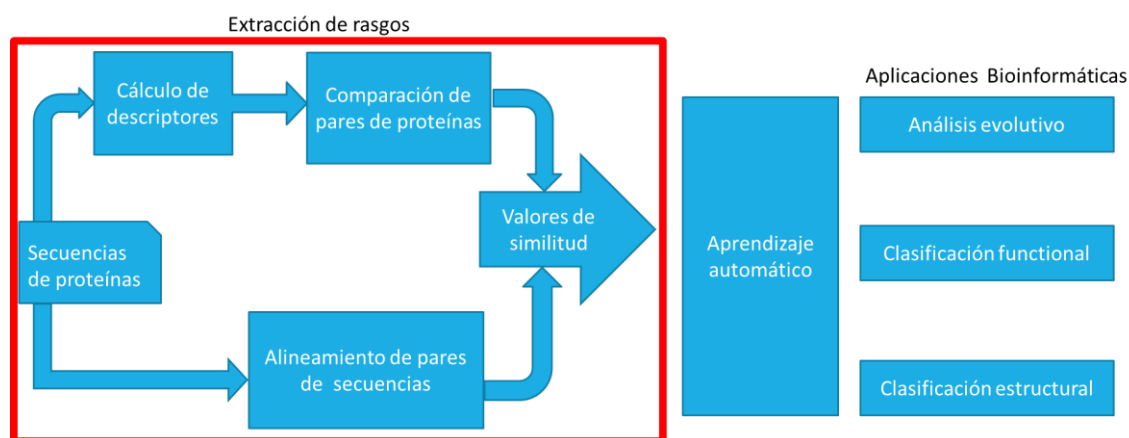 Extracción de rasgos
Cálculo de
descriptores
Comparación de
pares de proteínas
Secuencias
de proteínas
Valores de
similitud
Alineamiento de pares
de secuencias
Aprendizaje
automático
Aplicaciones Bioinformáticas
Análisis evolutivo
Clasificación functional
Clasificación estructural